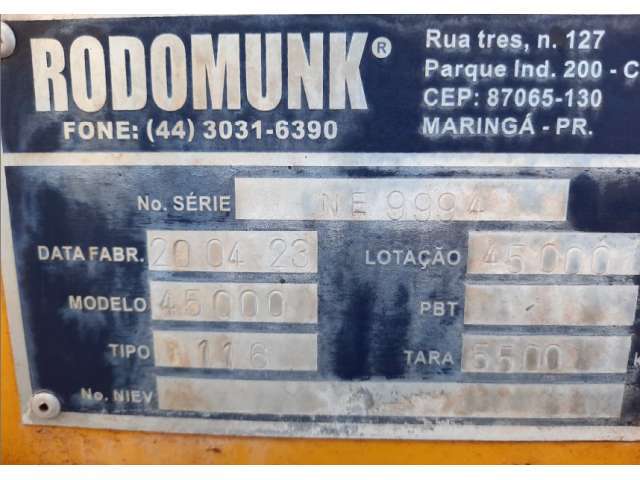 RODOMUNK®
FONE: (44) 3031-6390
Rua tres, n. 127
Parque Ind. 200 - C
CEP: 87065-130
MARINGÁ - PR.
No. SÉRIE NE 9994
DATA FABR. 20 04 23 LOTAÇÃO 45000
MODELO 45000 PBT -
TIPO 116 TARA 5500
No. NIEV